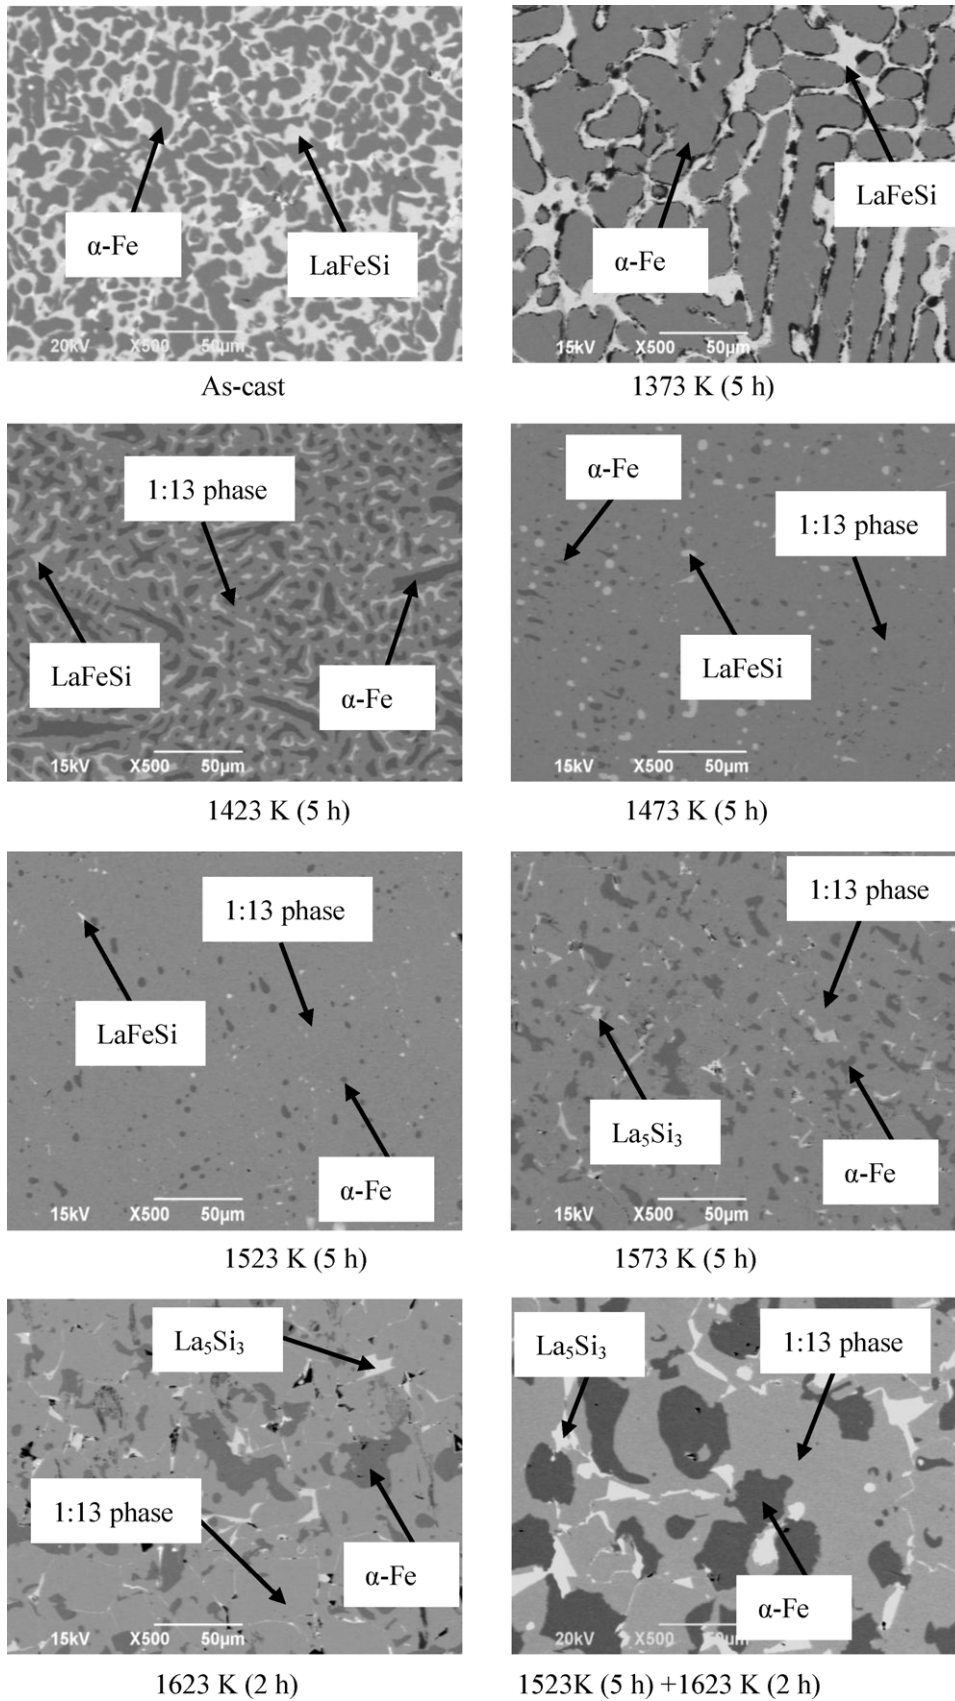 α-Fe
LaFeSi
20kV X500 50μm
As-cast
LaFeSi
α-Fe
15kV X500 50μm
1373 K (5 h)
1:13 phase
LaFeSi
α-Fe
15kV X500 50μm
1423 K (5 h)
α-Fe
1:13 phase
LaFeSi
15kV X500 50μm
1473 K (5 h)
1:13 phase
LaFeSi
α-Fe
15kV X500 50μm
1523 K (5 h)
1:13 phase
La₅Si₃
α-Fe
15kV X500 50μm
1573 K (5 h)
La₅Si₃
1:13 phase
α-Fe
15kV X500 50μm
1623 K (2 h)
La₅Si₃
1:13 phase
α-Fe
20kV X500
1523K (5 h) +1623 K (2 h)